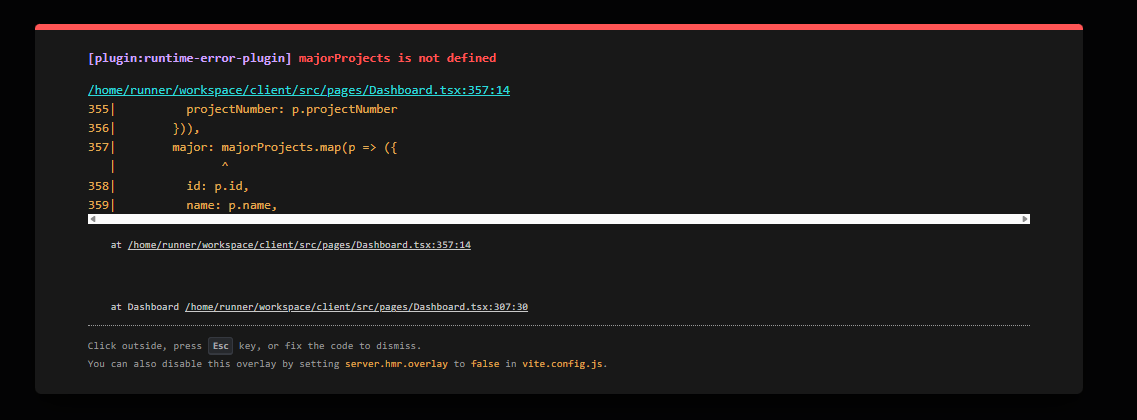 [plugin:runtime-error-plugin] majorProjects is not defined
/home/runner/workspace/client/src/pages/Dashboard.tsx:357:14
355|          projectNumber: p.projectNumber
356|        })),
357|        major: majorProjects.map(p => ({
   |               ^
358|          id: p.id,
359|          name: p.name,
at /home/runner/workspace/client/src/pages/Dashboard.tsx:357:14
at Dashboard /home/runner/workspace/client/src/pages/Dashboard.tsx:307:30
Click outside, press Esc key, or fix the code to dismiss.
You can also disable this overlay by setting server.hmr.overlay to false in vite.config.js.